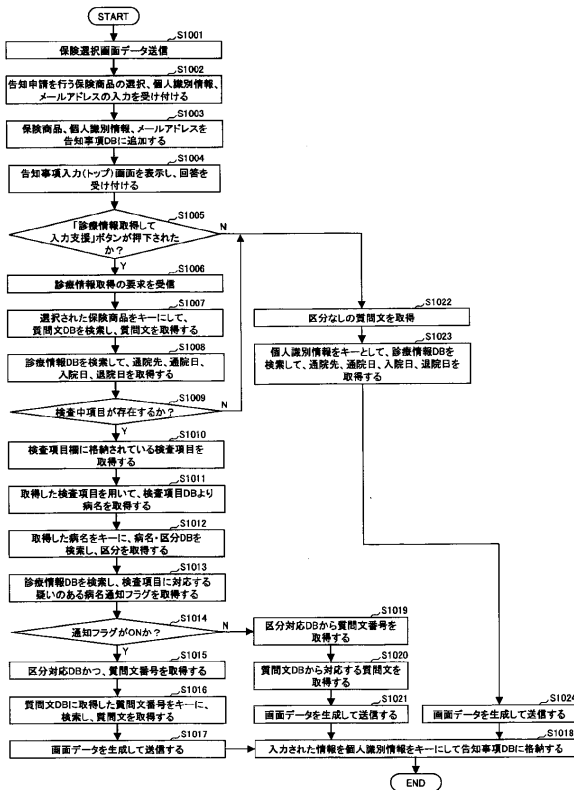 START
S1001
保険選択画面データ送信
S1002
告知申請を行う保険商品の選択、個人識別情報、
メールアドレスの入力を受け付ける
S1003
保険商品、個人識別情報、メールアドレスを
告知事項DBに追加する
S1004
告知事項入力(トップ)画面を表示し、回答を
受け付ける
S1005
「診療情報取得して
入力支援」ボタンが押下された
か?
N
Y
S1006
診療情報取得の要求を受信
S1007
選択された保険商品をキーにして、
質問文DBを検索し、質問文を取得する
S1008
診療情報DBを検索して、通院先、通院日、
入院日、退院日を取得する
S1009
検査中項目が存在するか?
N
Y
S1010
検査項目欄に格納されている検査項目を
取得する
S1011
取得した検査項目を用いて、検査項目DBより
病名を取得する
S1012
取得した病名をキーに、病名・区分DBを
検索し、区分を取得する
S1013
診療情報DBを検索し、検査項目に対応する
疑いのある病名通知フラグを取得する
S1014
通知フラグがONか?
N
Y
S1015
区分対応DBかつ、質問文番号を取得する
S1016
質問文DBに取得した質問文番号をキーに、
検索し、質問文を取得する
S1017
画面データを生成して送信する
S1019
区分対応DBから質問文番号を
取得する
S1020
質問文DBから対応する質問文を
取得する
S1021
画面データを生成して送信する
S1022
区分なしの質問文を取得
S1023
個人識別情報をキーとして、診療情報DBを
検索して、通院先、通院日、入院日、退院日を
取得する
S1024
画面データを生成して送信する
S1018
入力された情報を個人識別情報をキーにして告知事項DBに格納する
END